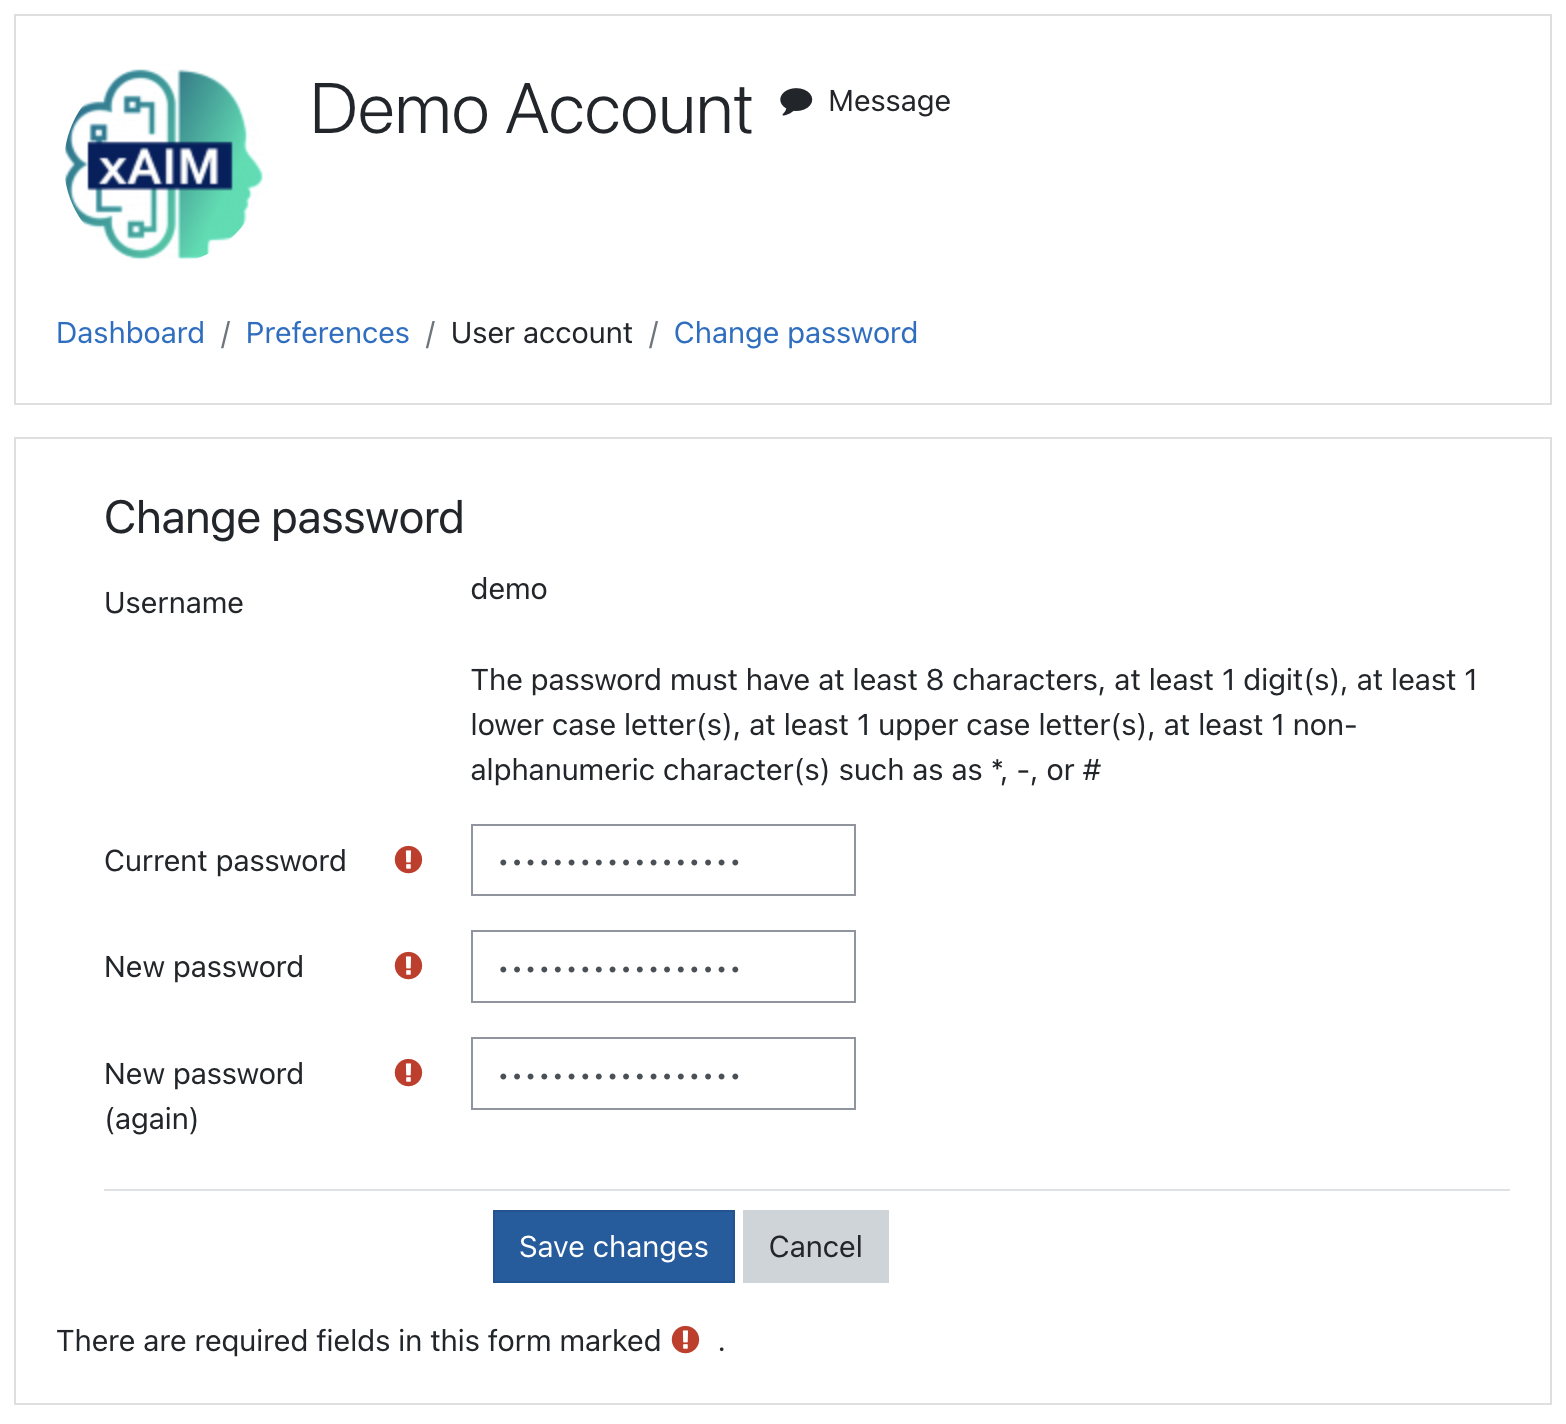 xAIM
Demo Account
Message
Dashboard / Preferences / User account / Change password
Change password
Username
demo
The password must have at least 8 characters, at least 1 digit(s), at least 1
lower case letter(s), at least 1 upper case letter(s), at least 1 non-
alphanumeric character(s) such as as *, -, or #
Current password
••••••••••••••••••
New password
••••••••••••••••••
New password
(again)
••••••••••••••••••
Save changes
Cancel
There are required fields in this form marked ! .